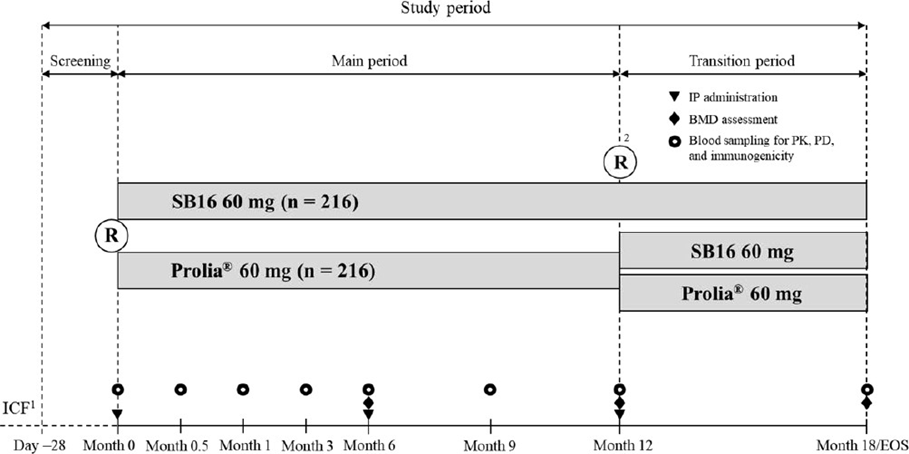 Study period
Screening
Main period
Transition period
IP administration
BMD assessment
Blood sampling for PK, PD,
and immunogenicity
R
2
SB16 60 mg (n = 216)
R
Prolia® 60 mg (n = 216)
SB16 60 mg
Prolia® 60 mg
ICF1
Day −28
Month 0
Month 0.5
Month 1
Month 3
Month 6
Month 9
Month 12
Month 18/EOS